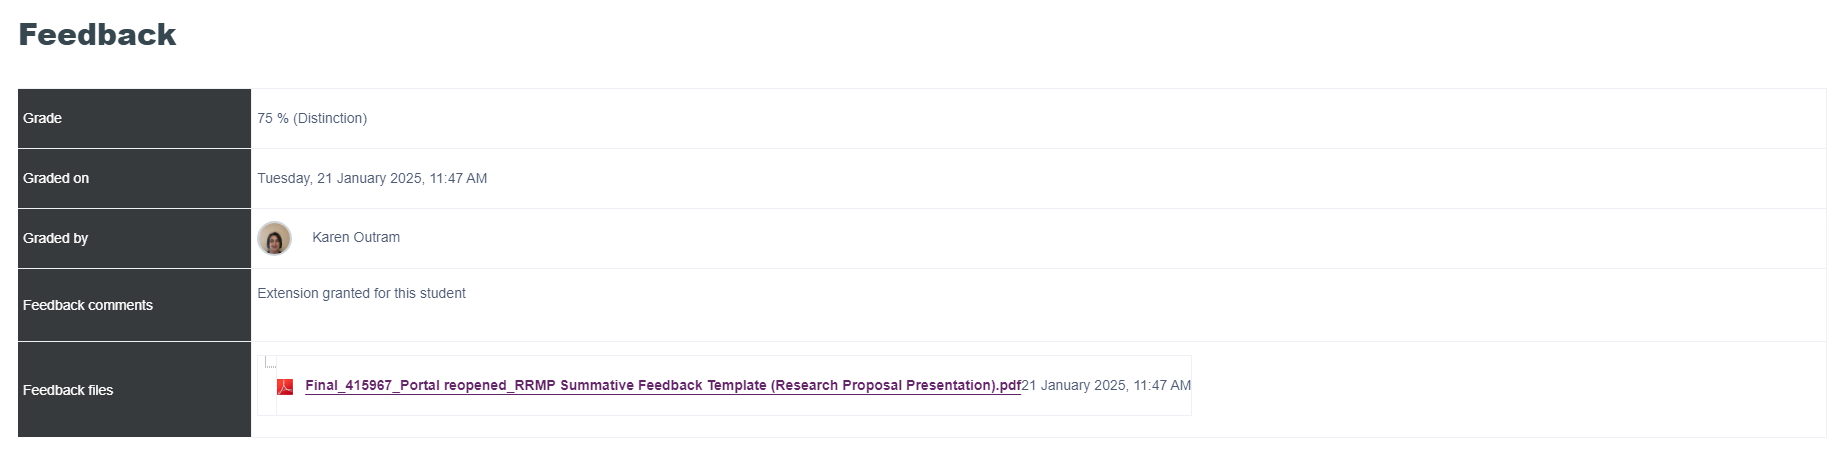 Feedback
Grade
75 % (Distinction)
Graded on
Tuesday, 21 January 2025, 11:47 AM
Graded by
Karen Outram
Feedback comments
Extension granted for this student
Feedback files
Final_415967_Portal reopened_RRMP Summative Feedback Template (Research Proposal Presentation).pdf21 January 2025, 11:47 AM